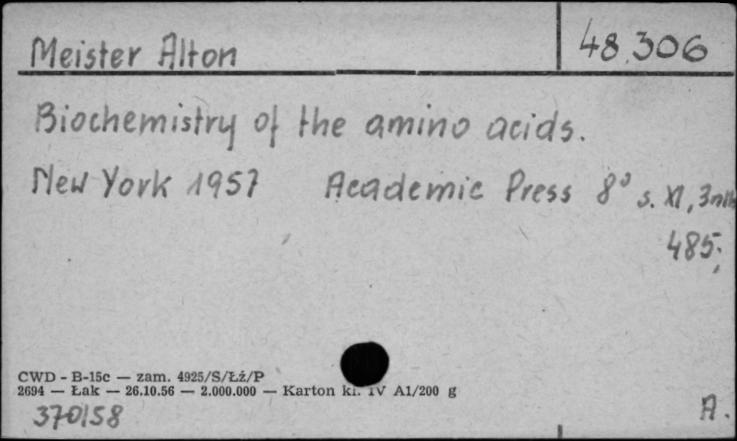 Meister Alton 48.306
Biochemistry of the amino acids.
New York 1957 Academic Press 8° s. XI, 3nlb
485;
CWD - B-15c — zam. 4925/S/Łż/P
2694 — Łak — 26.10.56 — 2.000.000 — Karton kl. IV A1/200 g
370158
A.